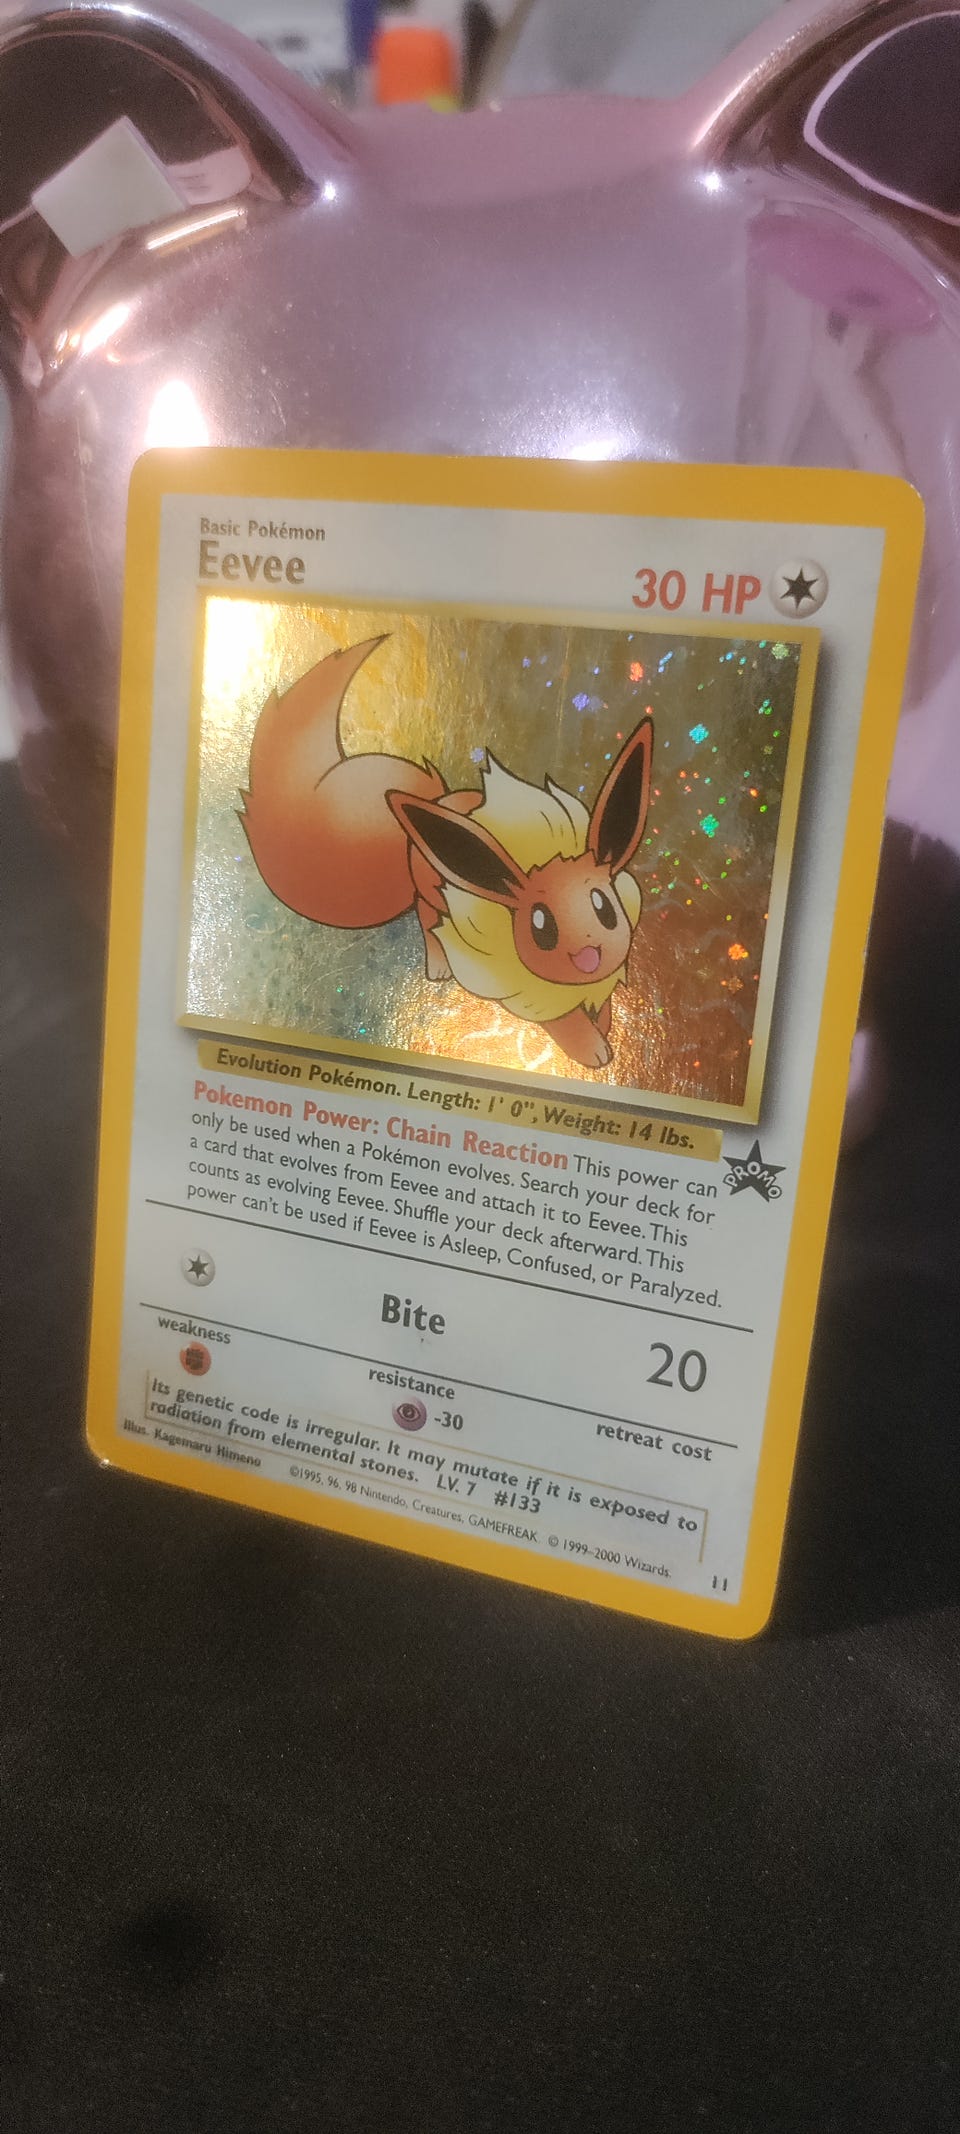 Basic Pokémon
Eevee
30 HP
Evolution Pokémon. Length: 1' 0", Weight: 14 lbs.
Pokemon Power: Chain Reaction This power can
only be used when a Pokémon evolves. Search your deck for
a card that evolves from Eevee and attach it to Eevee. This
counts as evolving Eevee. Shuffle your deck afterward. This
power can't be used if Eevee is Asleep, Confused, or Paralyzed.
PROMO
Bite
20
weakness
resistance
-30
retreat cost
Its genetic code is irregular. It may mutate if it is exposed to
radiation from elemental stones. LV. 7 #133
Illus. Kagemaru Himeno
©1995, 96, 98 Nintendo, Creatures, GAMEFREAK. © 1999-2000 Wizards.
11